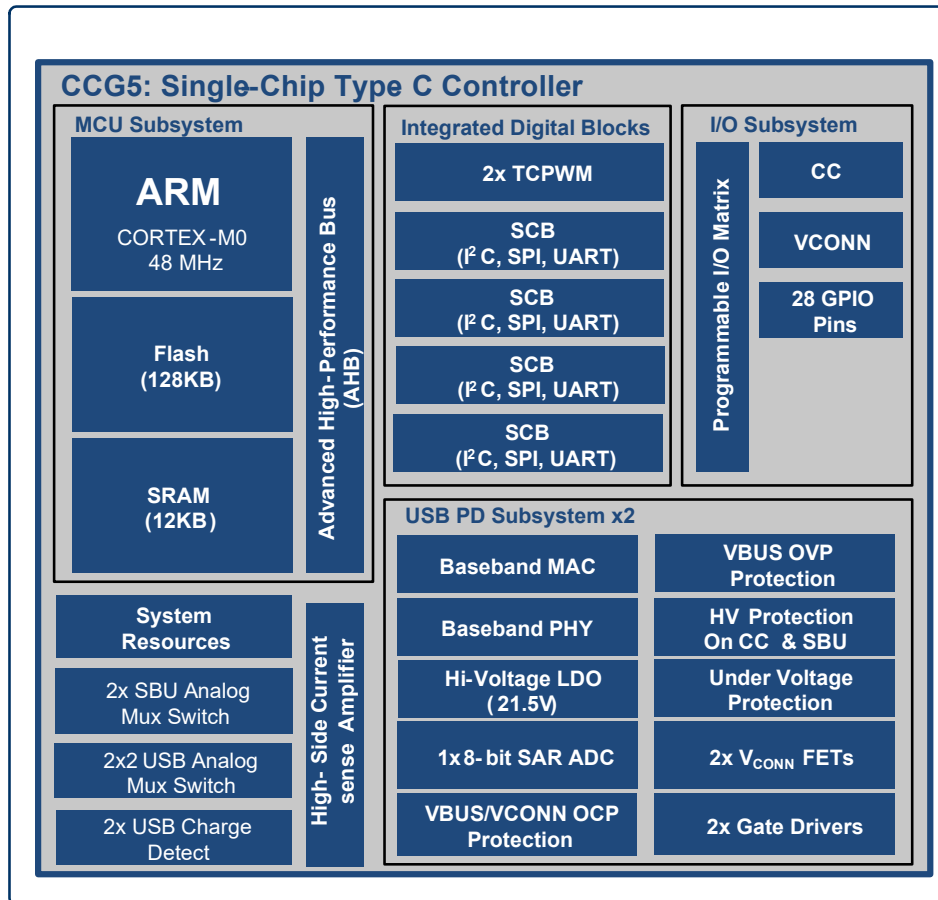 CCG5: Single-Chip Type C Controller
MCU Subsystem
ARM
CORTEX-M0
48 MHz
Flash
(128KB)
SRAM
(12KB)
Advanced High-Performance Bus
(AHB)
Integrated Digital Blocks
2x TCPWM
SCB
(I²C, SPI, UART)
SCB
(I²C, SPI, UART)
SCB
(I²C, SPI, UART)
SCB
(I²C, SPI, UART)
I/O Subsystem
Programmable I/O Matrix
CC
VCONN
28 GPIO
Pins
System
Resources
2x SBU Analog
Mux Switch
2x2 USB Analog
Mux Switch
2x USB Charge
Detect
High-Side Current
sense Amplifier
USB PD Subsystem x2
Baseband MAC
Baseband PHY
Hi-Voltage LDO
(21.5V)
1x8-bit SAR ADC
VBUS/VCONN OCP
Protection
VBUS OVP
Protection
HV Protection
On CC & SBU
Under Voltage
Protection
2x VCONN FETs
2x Gate Drivers